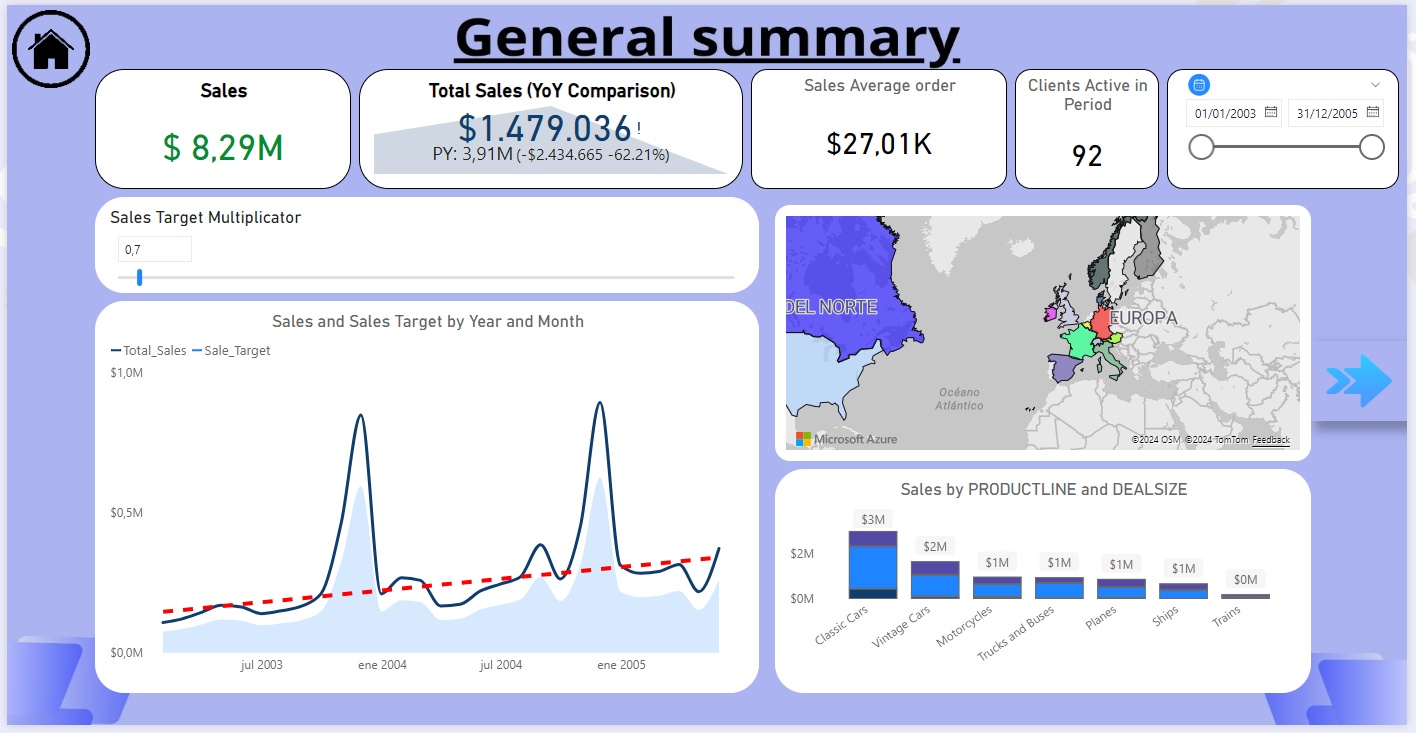 General summary
Sales
$ 8,29M
Total Sales (YoY Comparison)
$1.479.036 !
PY: 3,91M (-$2.434.665 -62.21%)
Sales Average order
$27,01K
Clients Active in
Period
92
01/01/2003
31/12/2005
Sales Target Multiplicator
0,7
Sales and Sales Target by Year and Month
Total_Sales
Sale_Target
$1,0M
$0,5M
$0,0M
jul 2003
ene 2004
jul 2004
ene 2005
DEL NORTE
EUROPA
Océano
Atlántico
Microsoft Azure
©2024 OSM ©2024 TomTom Feedback
Sales by PRODUCTLINE and DEALSIZE
$2M
$0M
$3M
$2M
$1M
$1M
$1M
$1M
$0M
Classic Cars
Vintage Cars
Motorcycles
Trucks and Buses
Planes
Ships
Trains